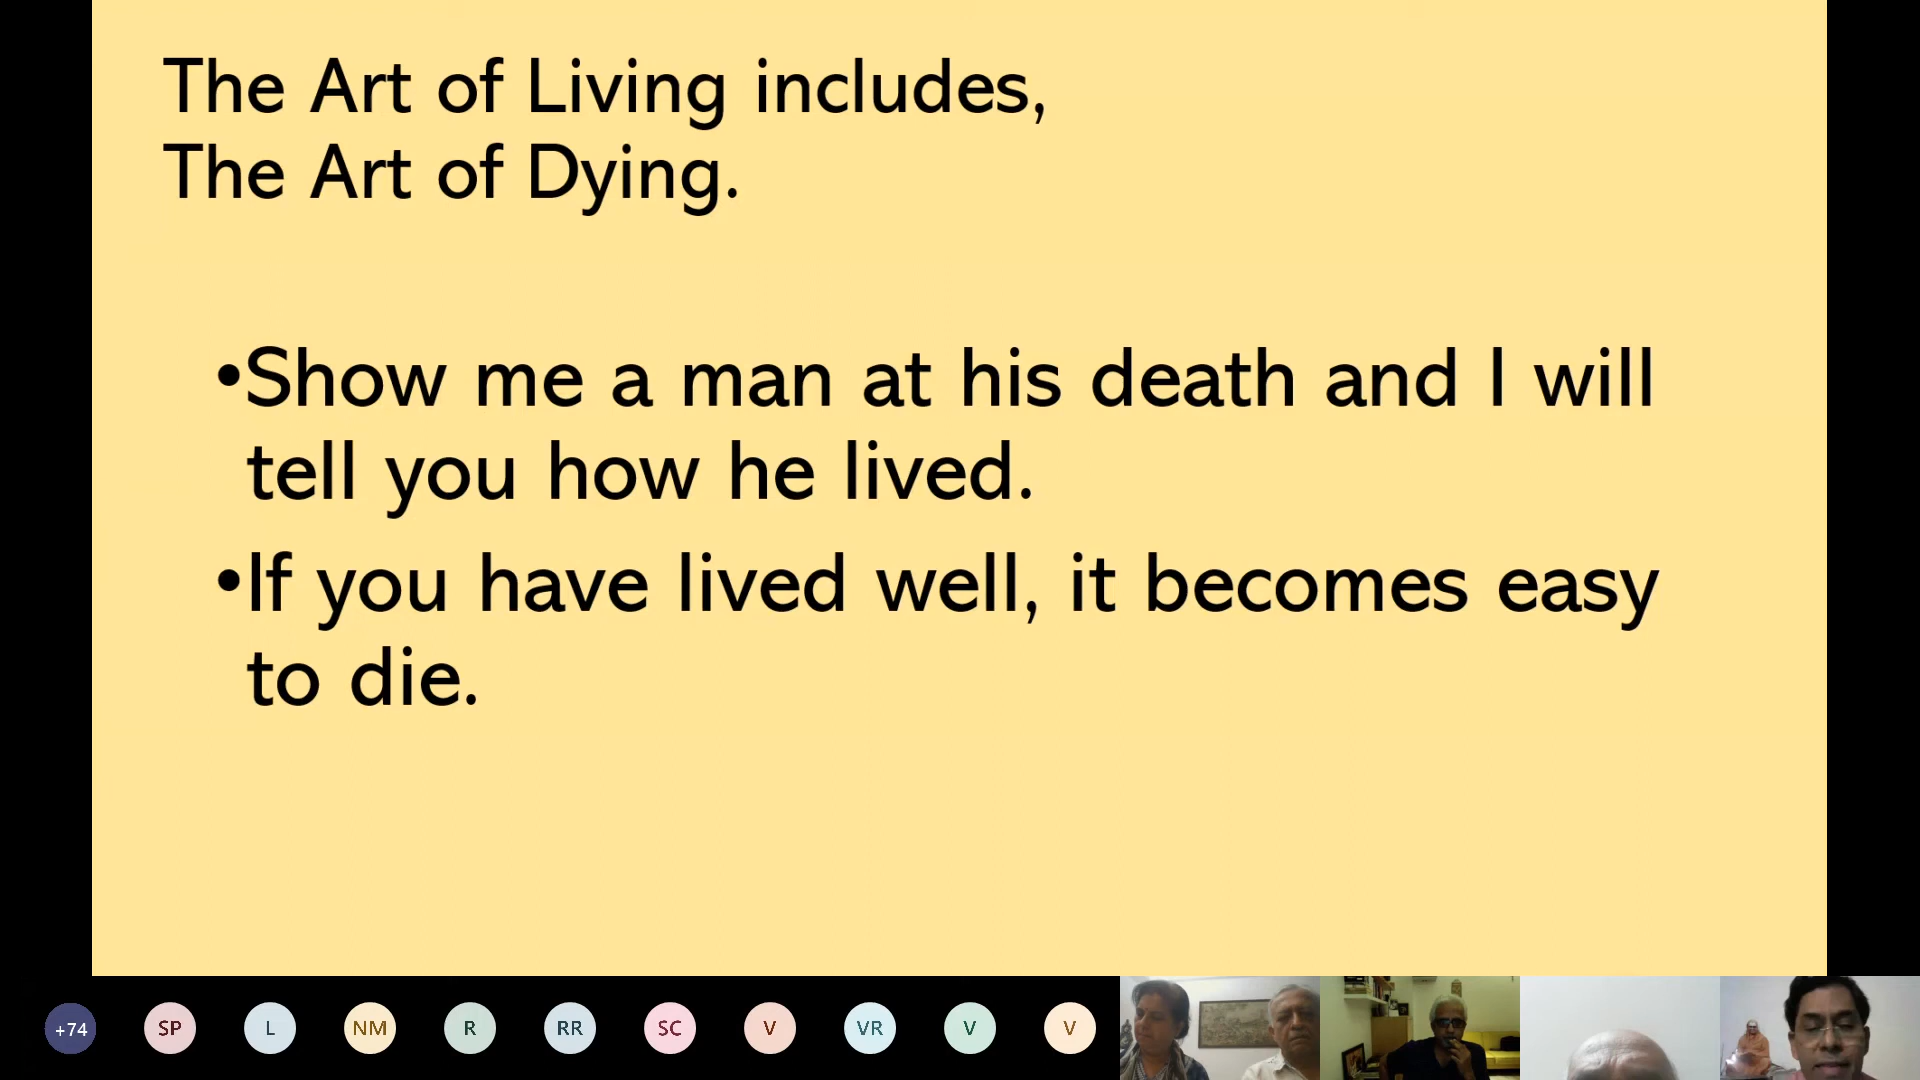 The Art of Living includes,
The Art of Dying.
•Show me a man at his death and I will
tell you how he lived.
•If you have lived well, it becomes easy
to die.
+74 SP L NM R RR SC V VR V V